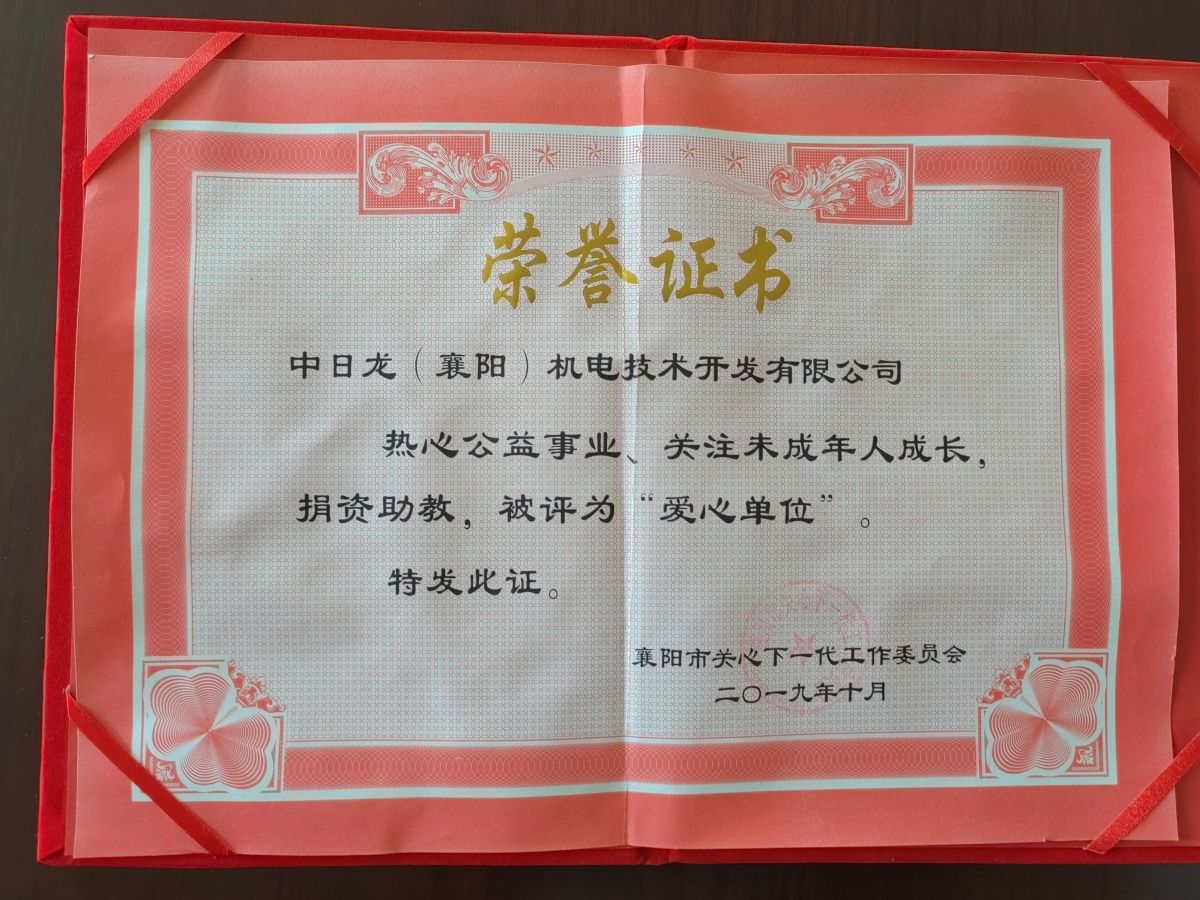 荣誉证书
中日龙（襄阳）机电技术开发有限公司
热心公益事业、关注未成年人成长，
捐资助教，被评为“爱心单位”。
特发此证。
襄阳市关心下一代工作委员会
二〇一九年十月